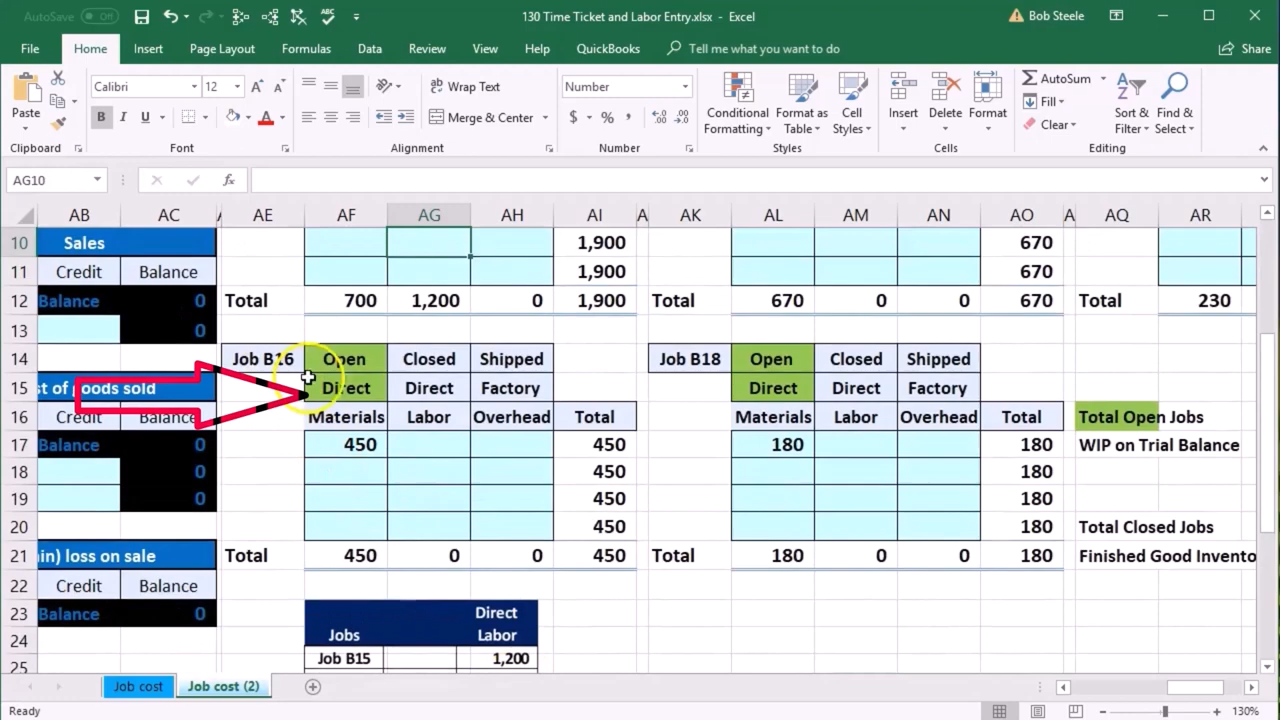 AutoSave Off 130 Time Ticket and Labor Entry.xlsx - Excel Bob Steele
File Home Insert Page Layout Formulas Data Review View Help QuickBooks Tell me what you want to do Share
Paste Calibri 12 Wrap Text Number Conditional Formatting Format as Table Cell Styles Insert Delete Format AutoSum Sort & Filter Find & Select
B I U Merge & Center $ % Fill
Clear
Clipboard Font Alignment Number Styles Cells Editing
AG10 fx
AB AC AE AF AG AH AI A AK AL AM AN AO A AQ AR
10 Sales 1,900 670
11 Credit Balance 1,900 670
12 Balance 0 Total 700 1,200 0 1,900 Total 670 0 0 670 Total 230
13 0
14 Job B16 Open Closed Shipped Job B18 Open Closed Shipped
15 st of goods sold Direct Direct Factory Direct Direct Factory
16 Credit Balance Materials Labor Overhead Total Materials Labor Overhead Total Total Open Jobs
17 Balance 0 450 450 180 180 WIP on Trial Balance
18 0 450 180
19 0 450 180
20 450 180 Total Closed Jobs
21 in) loss on sale Total 450 0 0 450 Total 180 0 0 180 Finished Good Invento
22 Credit Balance
23 Balance 0 Direct
24 Jobs Labor
25 Job B15 1,200
Job cost Job cost (2)
Ready 130%